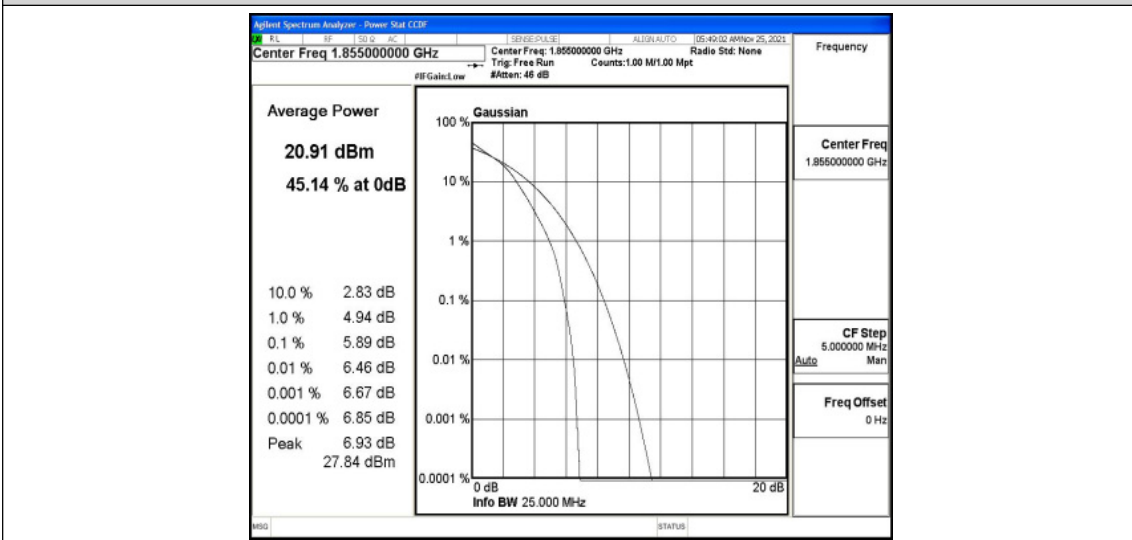 Agilent Spectrum Analyzer - Power Stat CCDF
RL RF 50 Ω AC SENSE:PULSE ALIGN AUTO 05:49:02 AM Nov 25, 2021
Center Freq 1.855000000 GHz
Center Freq: 1.855000000 GHz Radio Std: None
Trig: Free Run Counts:1.00 M/1.00 Mpt
#IFGain:Low #Atten: 46 dB
Frequency
Average Power
20.91 dBm
45.14 % at 0dB
10.0 % 2.83 dB
1.0 % 4.94 dB
0.1 % 5.89 dB
0.01 % 6.46 dB
0.001 % 6.67 dB
0.0001 % 6.85 dB
Peak 6.93 dB
27.84 dBm
Gaussian
100 %
10 %
1 %
0.1 %
0.01 %
0.001 %
0.0001 %
0 dB 20 dB
Info BW 25.000 MHz
Center Freq
1.855000000 GHz
CF Step
5.000000 MHz
Auto Man
Freq Offset
0 Hz
MSG STATUS